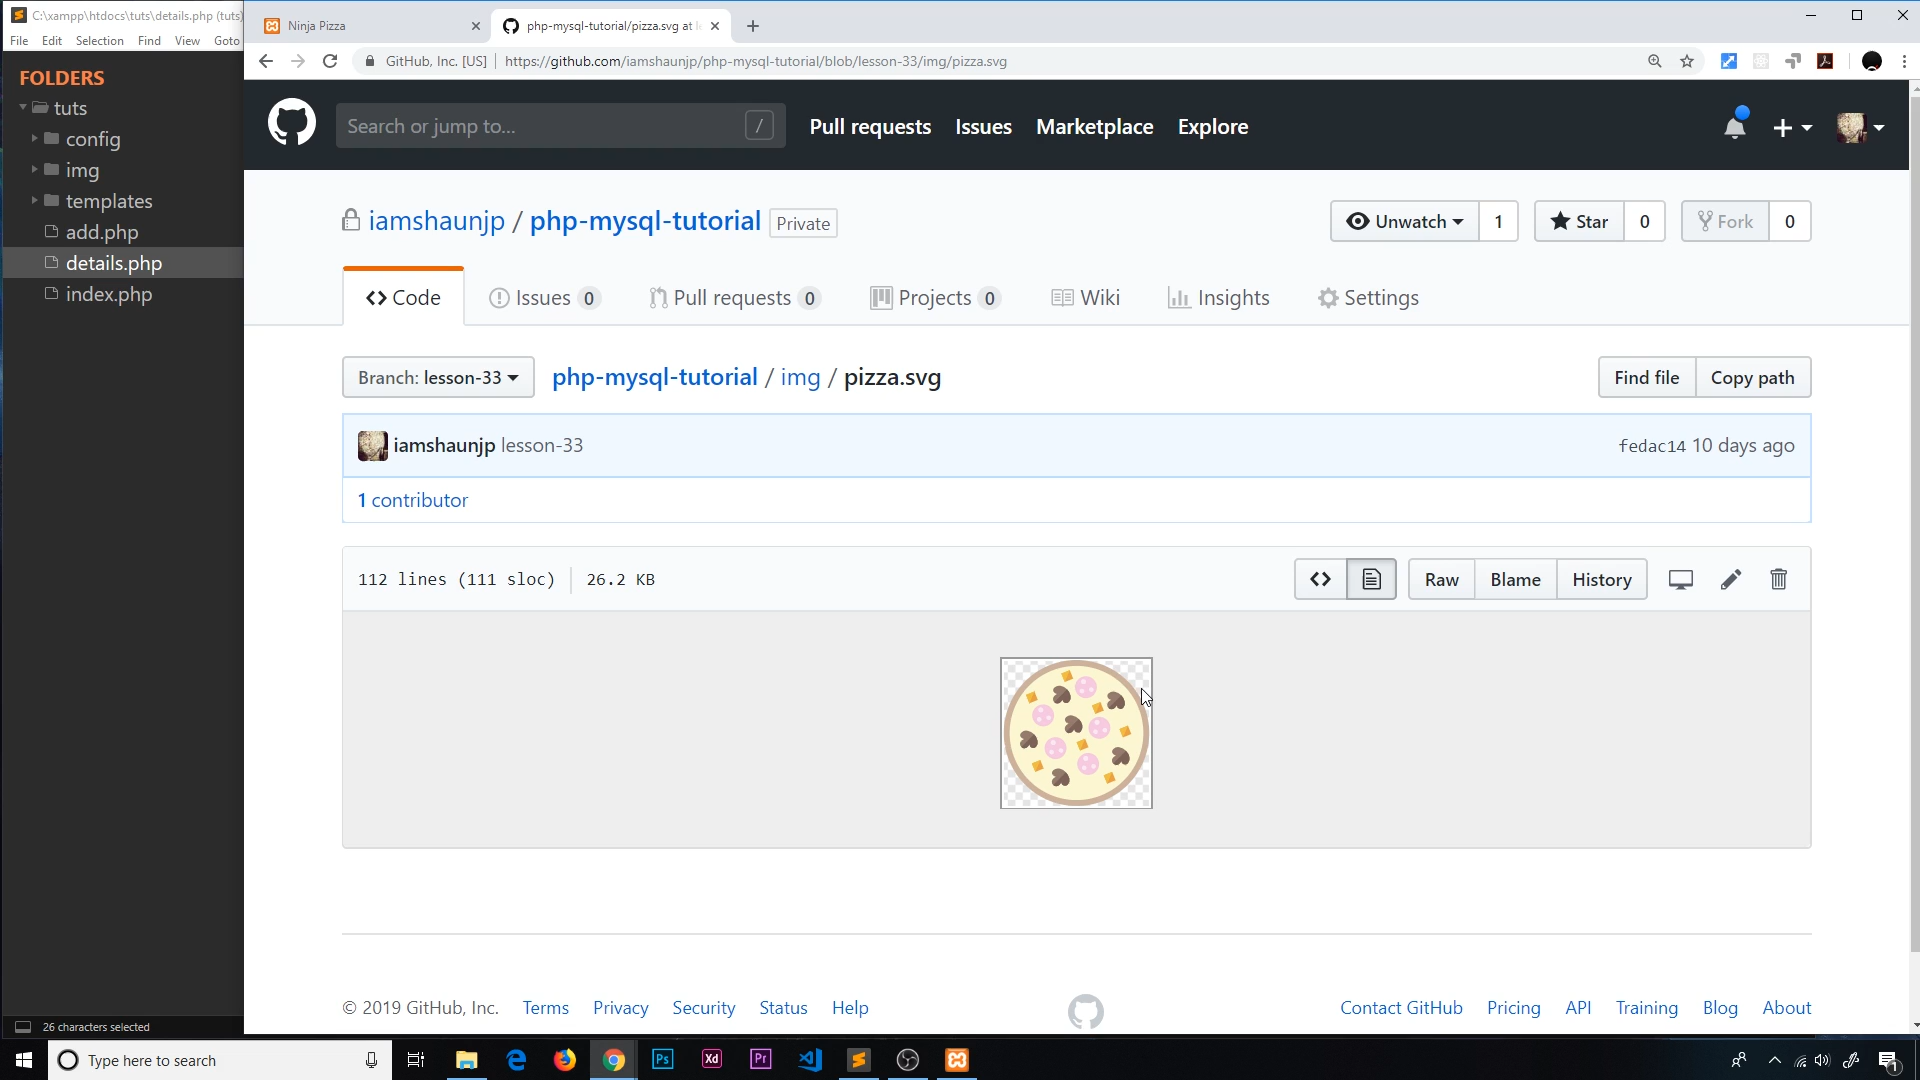 C:\xampp\htdocs\tuts\details.php (tuts)
File Edit Selection Find View Goto
FOLDERS
tuts
config
img
templates
add.php
details.php
index.php
26 characters selected
Ninja Pizza
php-mysql-tutorial/pizza.svg at
GitHub, Inc. [US] https://github.com/iamshaunjp/php-mysql-tutorial/blob/lesson-33/img/pizza.svg
Search or jump to... / Pull requests Issues Marketplace Explore
iamshaunjp / php-mysql-tutorial Private Unwatch 1 Star 0 Fork 0
Code Issues 0 Pull requests 0 Projects 0 Wiki Insights Settings
Branch: lesson-33 php-mysql-tutorial / img / pizza.svg Find file Copy path
iamshaunjp lesson-33 fedac14 10 days ago
1 contributor
112 lines (111 sloc) 26.2 KB Raw Blame History
© 2019 GitHub, Inc. Terms Privacy Security Status Help Contact GitHub Pricing API Training Blog About
Type here to search Ps Xd Pr 1